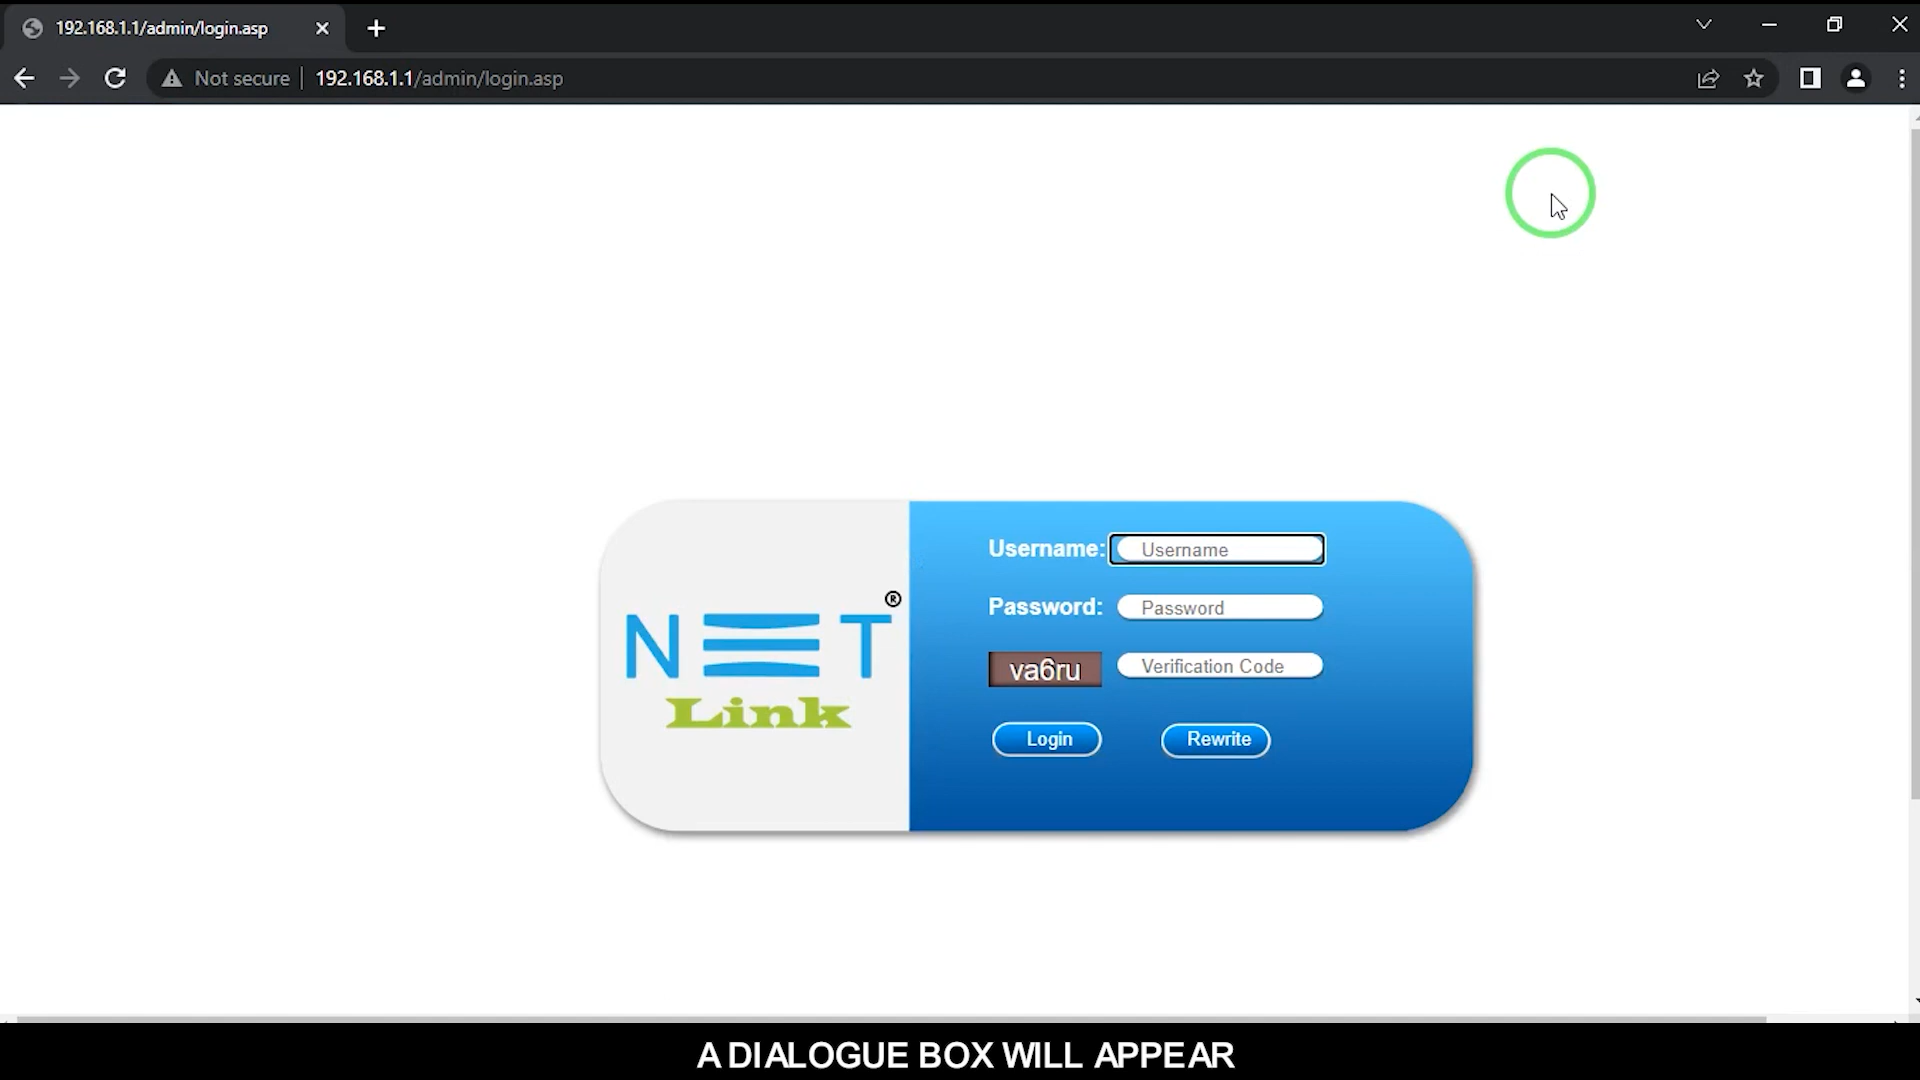 192.168.1.1/admin/login.asp
Not secure
192.168.1.1/admin/login.asp
Username:
Username
Password:
Password
va6ru
Verification Code
Login
Rewrite
®
NET
Link
A DIALOGUE BOX WILL APPEAR